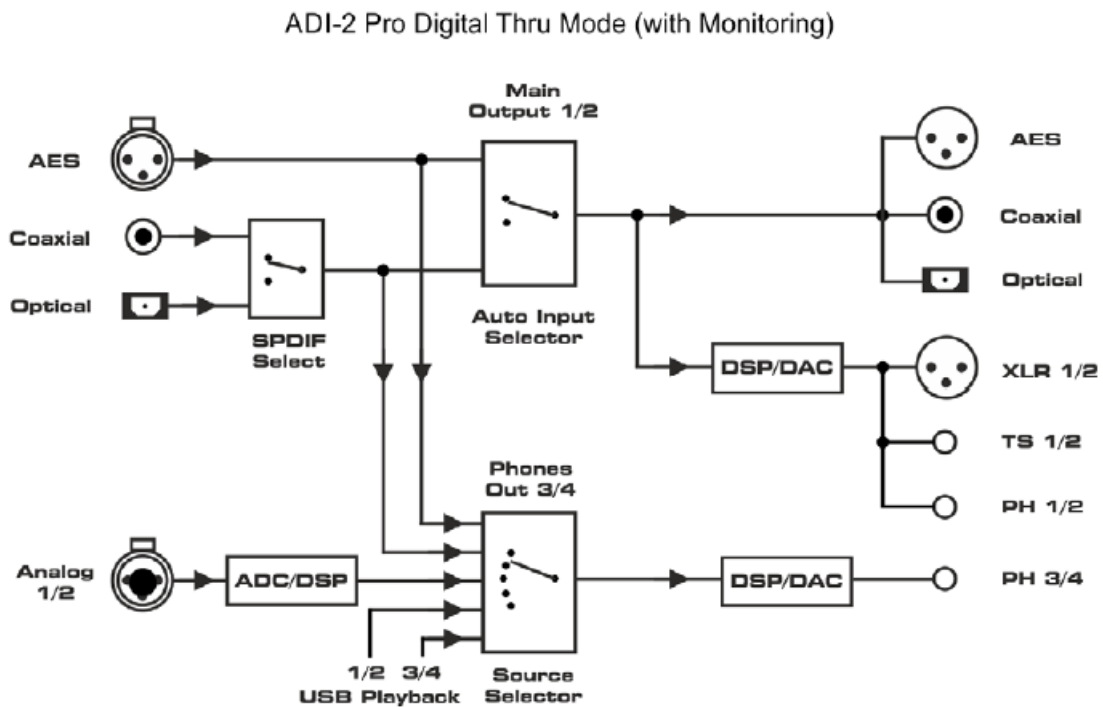 ADI-2 Pro Digital Thru Mode (with Monitoring)
Main
Output 1/2
AES
AES
Coaxial
Coaxial
Optical
Optical
SPDIF
Select
Auto Input
Selector
DSP/DAC
XLR 1/2
TS 1/2
Phones
Out 3/4
PH 1/2
Analog
1/2
ADC/DSP
DSP/DAC
PH 3/4
1/2 3/4
USB Playback
Source
Selector